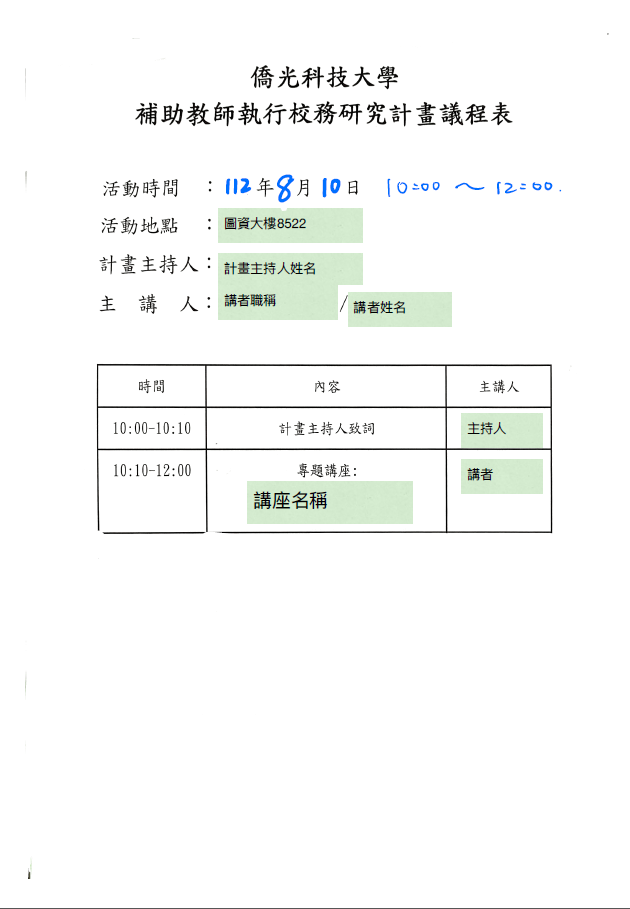 僑光科技大學
補助教師執行校務研究計畫議程表
活動時間 ： 112年8月10日 10:00 ～ 12:00.
活動地點 ： 圖資大樓8522
計畫主持人： 計畫主持人姓名
主 講 人： 講者職稱 / 講者姓名
時間 內容 主講人
10:00-10:10 計畫主持人致詞 主持人
10:10-12:00 專題講座: 講者
講座名稱